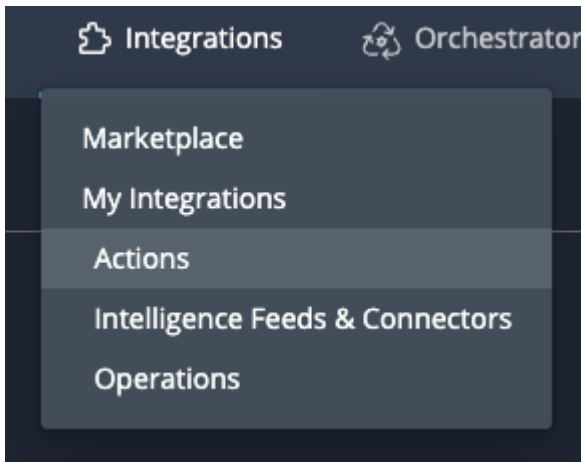 Integrations Orchestrator
Marketplace
My Integrations
Actions
Intelligence Feeds & Connectors
Operations